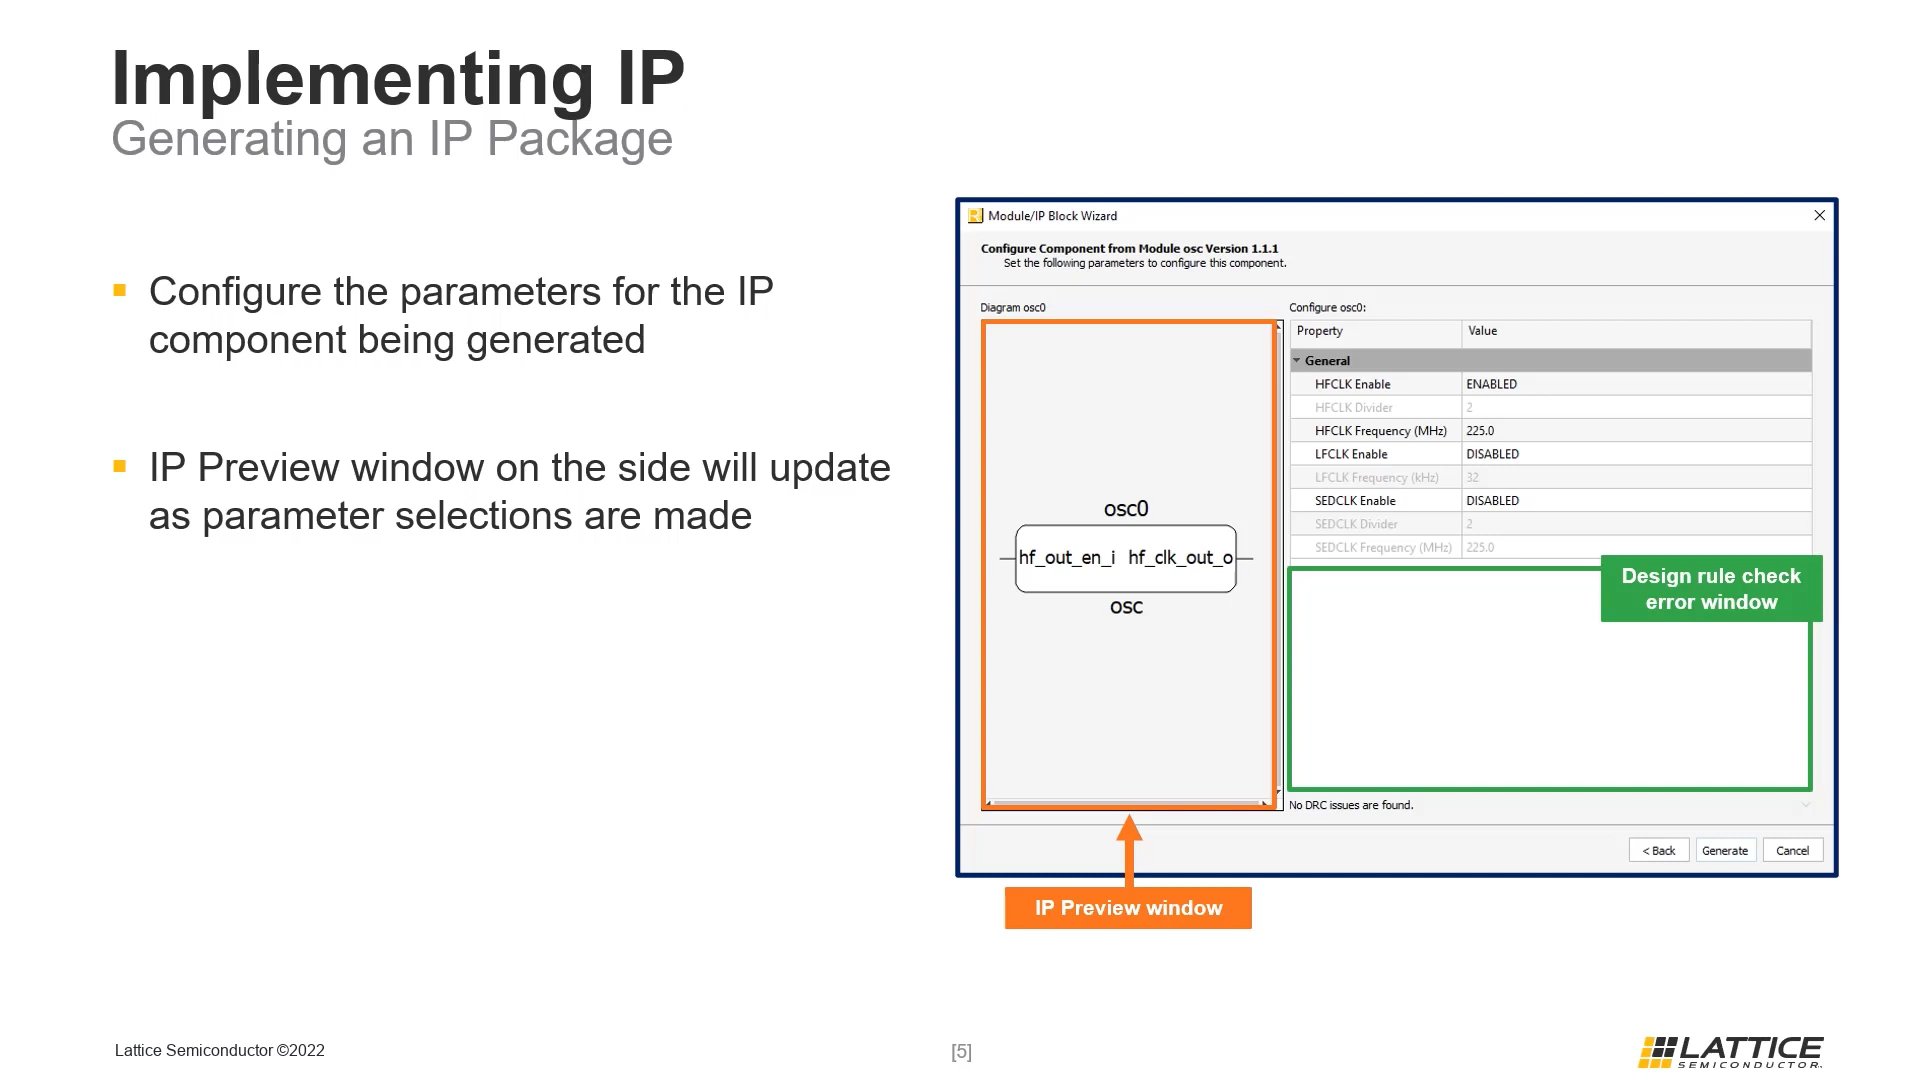 Implementing IP
Generating an IP Package
Configure the parameters for the IP
component being generated
IP Preview window on the side will update
as parameter selections are made
Module/IP Block Wizard
Configure Component from Module osc Version 1.1.1
Set the following parameters to configure this component.
Diagram osc0
osc0
hf_out_en_i hf_clk_out_o
osc
Configure osc0:
Property Value
General
HFCLK Enable ENABLED
HFCLK Divider 2
HFCLK Frequency (MHz) 225.0
LFCLK Enable DISABLED
LFCLK Frequency (kHz) 32
SEDCLK Enable DISABLED
SEDCLK Divider 2
SEDCLK Frequency (MHz) 225.0
Design rule check
error window
No DRC issues are found.
< Back Generate Cancel
IP Preview window
Lattice Semiconductor ©2022
[5]
LATTICE
SEMICONDUCTOR